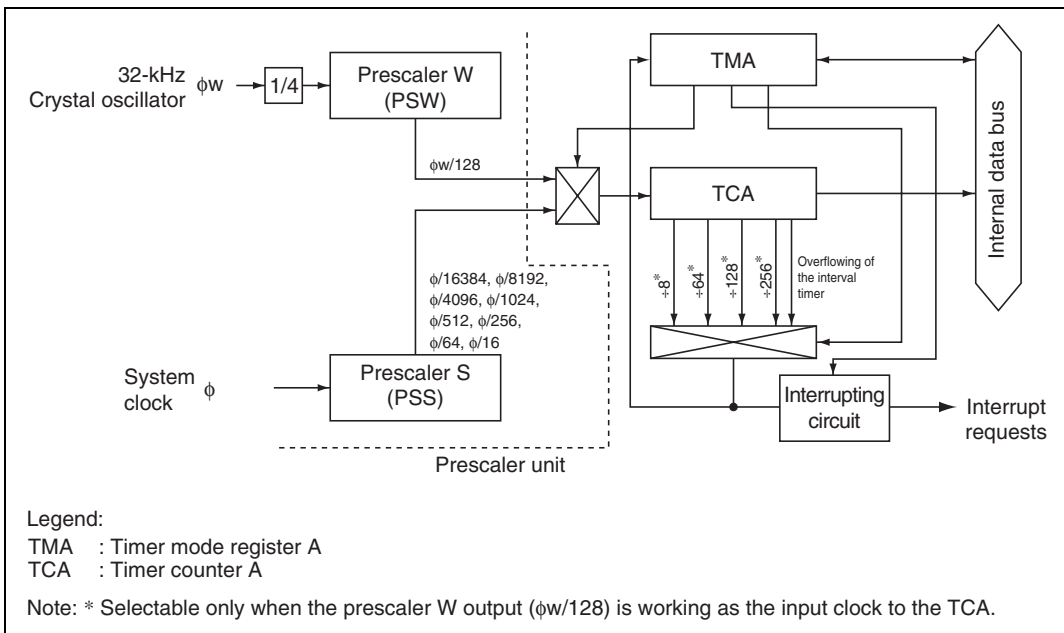 32-kHz
Crystal oscillator ϕw
1/4
Prescaler W
(PSW)
ϕw/128
ϕ/16384, ϕ/8192,
ϕ/4096, ϕ/1024,
ϕ/512, ϕ/256,
ϕ/64, ϕ/16
System
clock ϕ
Prescaler S
(PSS)
Prescaler unit
TMA
TCA
÷8*
÷64*
÷128*
÷256*
Overflowing of
the interval
timer
Interrupting
circuit
Interrupt
requests
Internal data bus
Legend:
TMA : Timer mode register A
TCA : Timer counter A
Note: * Selectable only when the prescaler W output (ϕw/128) is working as the input clock to the TCA.